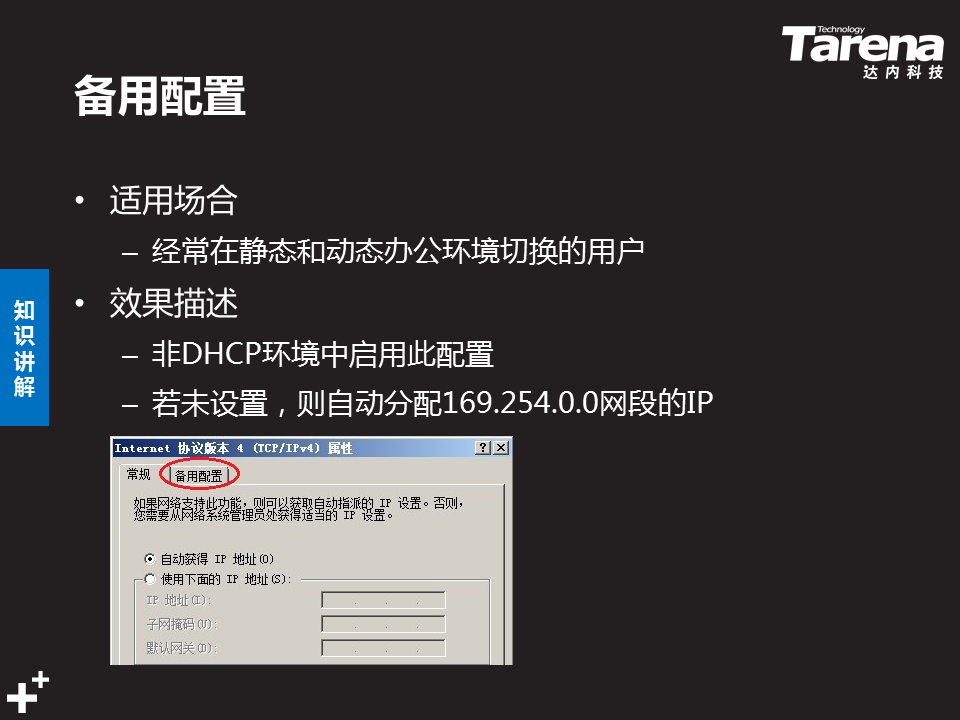 Technology
Tarena
达内科技
备用配置
• 适用场合
– 经常在静态和动态办公环境切换的用户
• 效果描述
– 非DHCP环境中启用此配置
– 若未设置，则自动分配169.254.0.0网段的IP
知识讲解
Internet 协议版本 4 (TCP/IPv4) 属性
常规 备用配置
如果网络支持此功能，则可以获取自动指派的 IP 设置。否则，
您需要从网络系统管理员处获得适当的 IP 设置。
自动获得 IP 地址(O)
使用下面的 IP 地址(S):
IP 地址(I):
子网掩码(U):
默认网关(D):